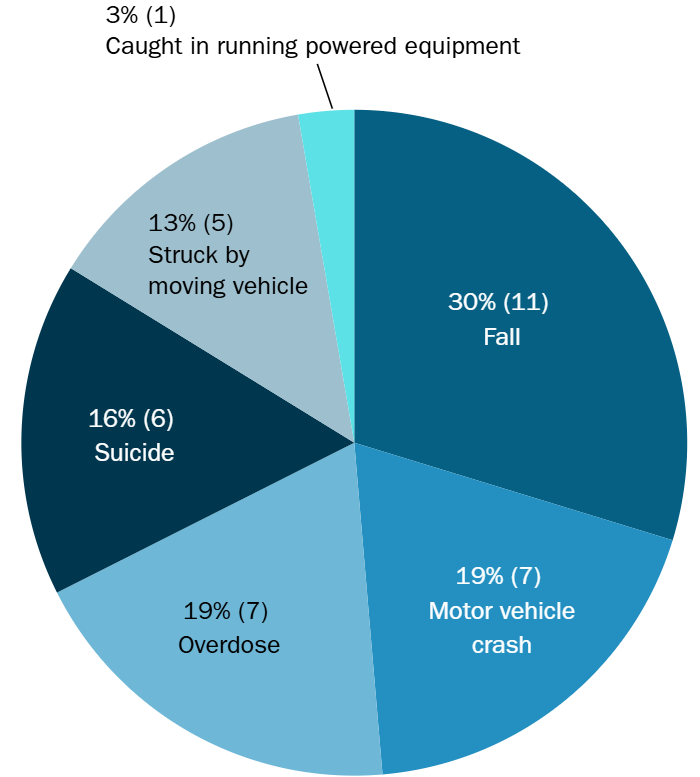 3% (1)
Caught in running powered equipment
13% (5)
Struck by
moving vehicle
30% (11)
Fall
16% (6)
Suicide
19% (7)
Motor vehicle
crash
19% (7)
Overdose